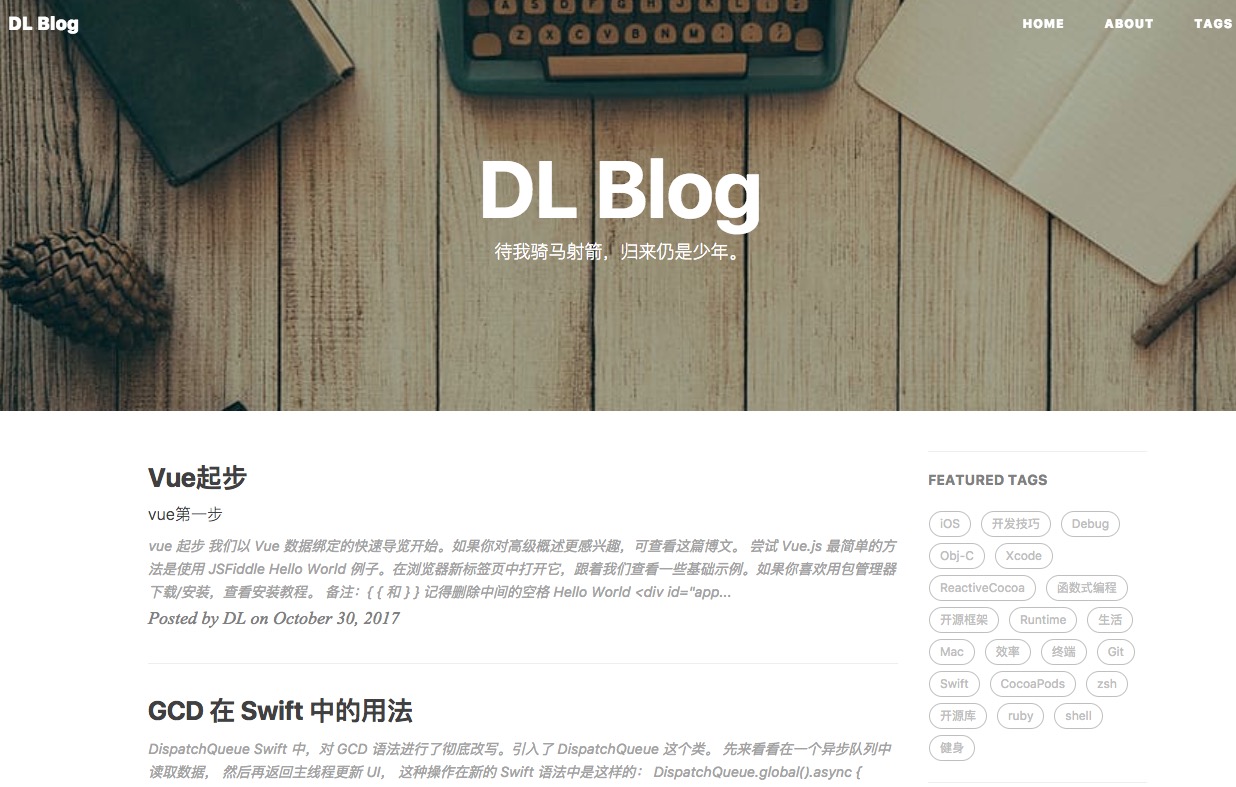 DL Blog
HOME ABOUT TAGS
A S D F G H J K L
Z X C V B N M
DL Blog
待我骑马射箭，归来仍是少年。
Vue起步
vue第一步
vue 起步 我们以 Vue 数据绑定的快速导览开始。如果你对高级概述更感兴趣，可查看这篇博文。 尝试 Vue.js 最简单的方
法是使用 JSFiddle Hello World 例子。在浏览器新标签页中打开它，跟着我们查看一些基础示例。如果你喜欢用包管理器
下载/安装，查看安装教程。 备注：{ { 和 } } 记得删除中间的空格 Hello World <div id="app...
Posted by DL on October 30, 2017
GCD 在 Swift 中的用法
DispatchQueue Swift 中，对 GCD 语法进行了彻底改写。引入了 DispatchQueue 这个类。 先来看看在一个异步队列中
读取数据， 然后再返回主线程更新 UI， 这种操作在新的 Swift 语法中是这样的： DispatchQueue.global().async {
FEATURED TAGS
iOS 开发技巧 Debug
Obj-C Xcode
ReactiveCocoa 函数式编程
开源框架 Runtime 生活
Mac 效率 终端 Git
Swift CocoaPods zsh
开源库 ruby shell
健身